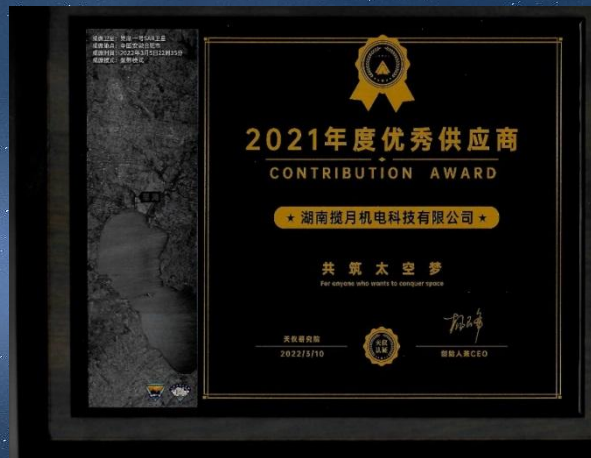 2021年度优秀供应商
CONTRIBUTION AWARD
湖南揽月机电科技有限公司
共筑太空梦
For anyone who wants to conquer space
天仪研究院
2022/3/10
创始人兼CEO